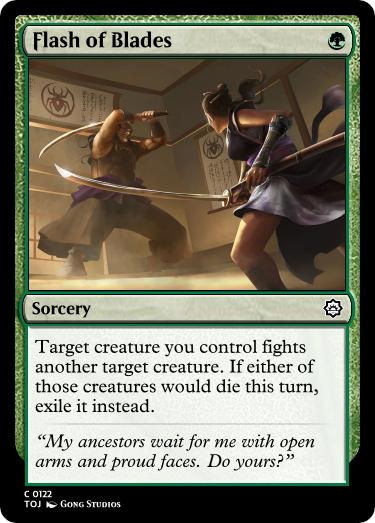 Flash of Blades
Sorcery
Target creature you control fights
another target creature. If either of
those creatures would die this turn,
exile it instead.
“My ancestors wait for me with open
arms and proud faces. Do yours?”
C 0122
TOJ Gong Studios